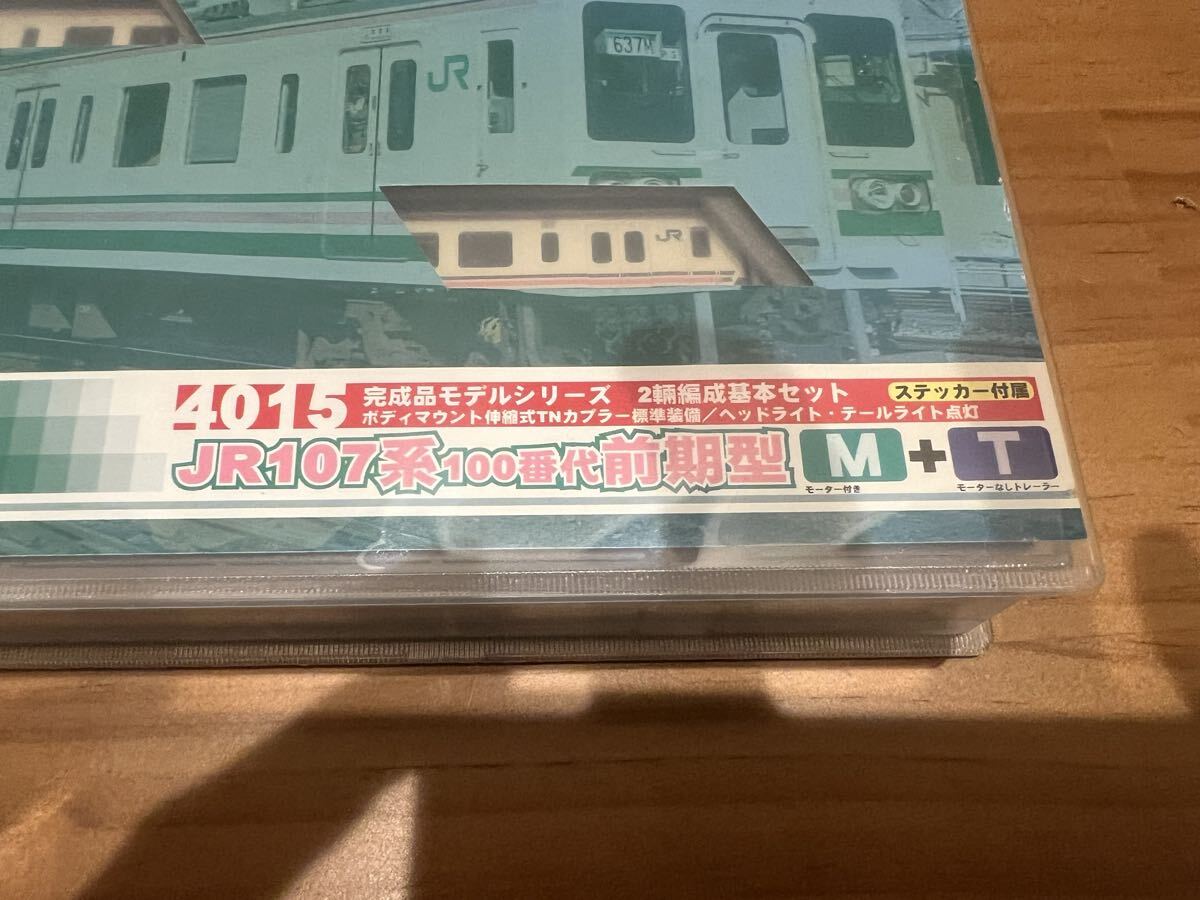 637M
JR
ア
JR
4015 完成品モデルシリーズ 2輛編成基本セット ステッカー付属
ボディマウント伸縮式TNカプラー標準装備/ヘッドライト・テールライト点灯
JR107系100番代前期型 M + T
モーター付き モーターなしトレーラー